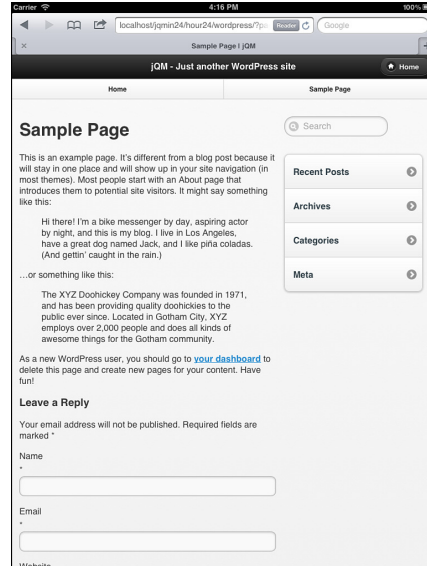 Carrier 4:16 PM 100%
localhost/jqmin24/hour24/wordpress/?p Reader Google
Sample Page | jQM
jQM - Just another WordPress site Home
Home Sample Page
Sample Page
Search
This is an example page. It's different from a blog post because it
will stay in one place and will show up in your site navigation (in
most themes). Most people start with an About page that
introduces them to potential site visitors. It might say something
like this:
Hi there! I'm a bike messenger by day, aspiring actor
by night, and this is my blog. I live in Los Angeles,
have a great dog named Jack, and I like piña coladas.
(And gettin' caught in the rain.)
…or something like this:
The XYZ Doohickey Company was founded in 1971,
and has been providing quality doohickies to the
public ever since. Located in Gotham City, XYZ
employs over 2,000 people and does all kinds of
awesome things for the Gotham community.
As a new WordPress user, you should go to your dashboard to
delete this page and create new pages for your content. Have
fun!
Recent Posts
Archives
Categories
Meta
Leave a Reply
Your email address will not be published. Required fields are
marked *
Name
*
Email
*
Website